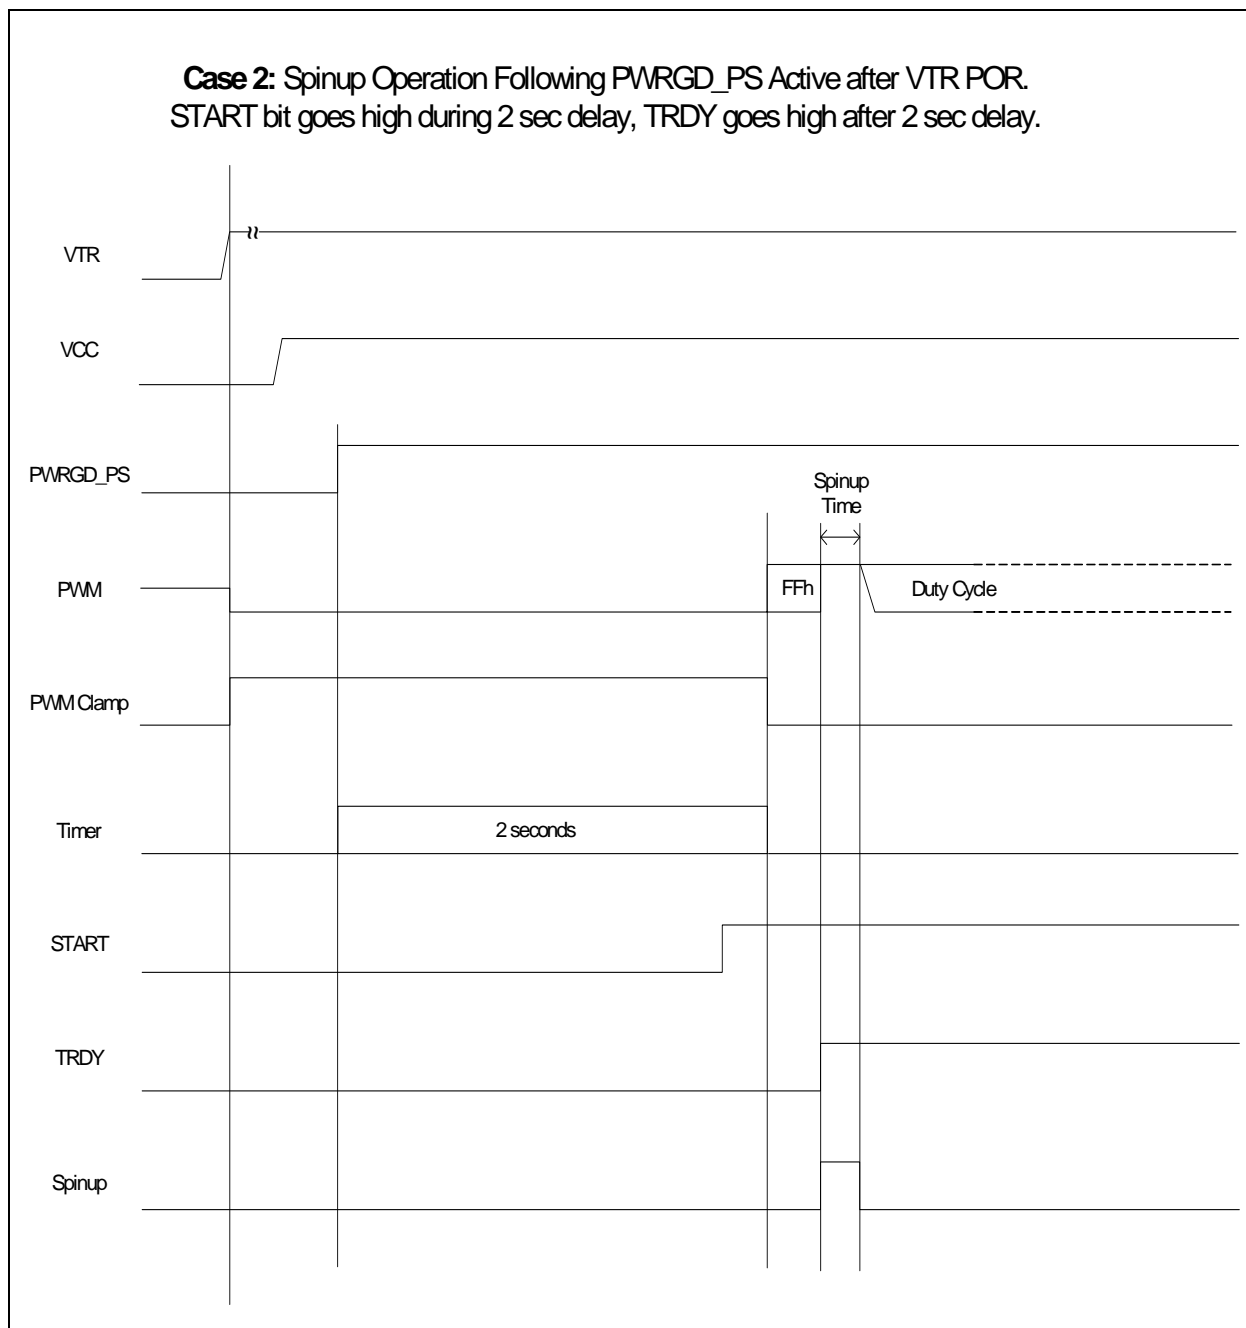 Case 2: Spinup Operation Following PWRGD_PS Active after VTR POR.
START bit goes high during 2 sec delay, TRDY goes high after 2 sec delay.
VTR
VCC
PWRGD_PS
Spinup
Time
PWM
FFh
Duty Cycle
PWM Clamp
Timer
2 seconds
START
TRDY
Spinup